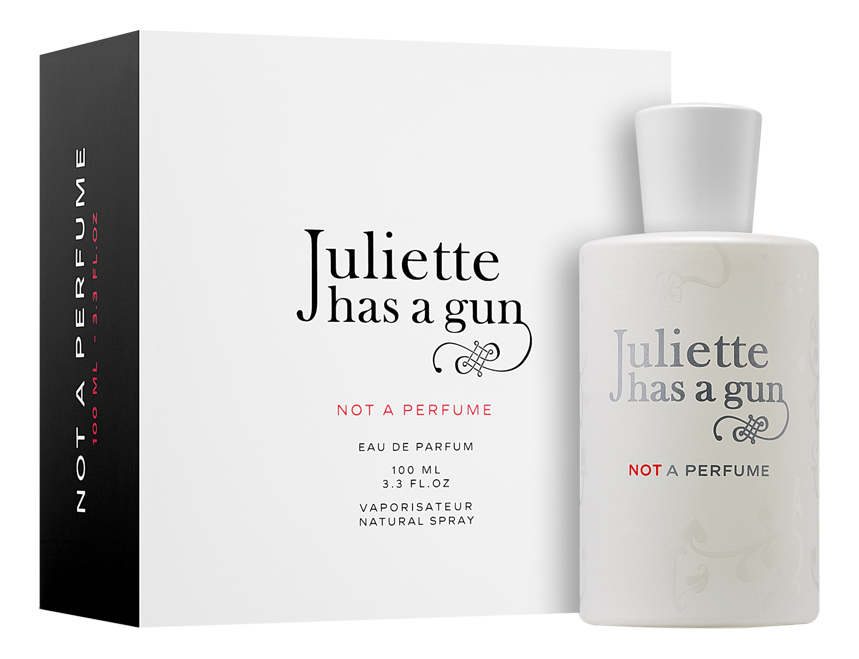 NOT A PERFUME
100 ML - 3.3 FL.OZ
Juliette
has a gun
NOT A PERFUME
EAU DE PARFUM
100 ML
3.3 FL.OZ
VAPORISATEUR
NATURAL SPRAY
Juliette
has a gun
NOT A PERFUME